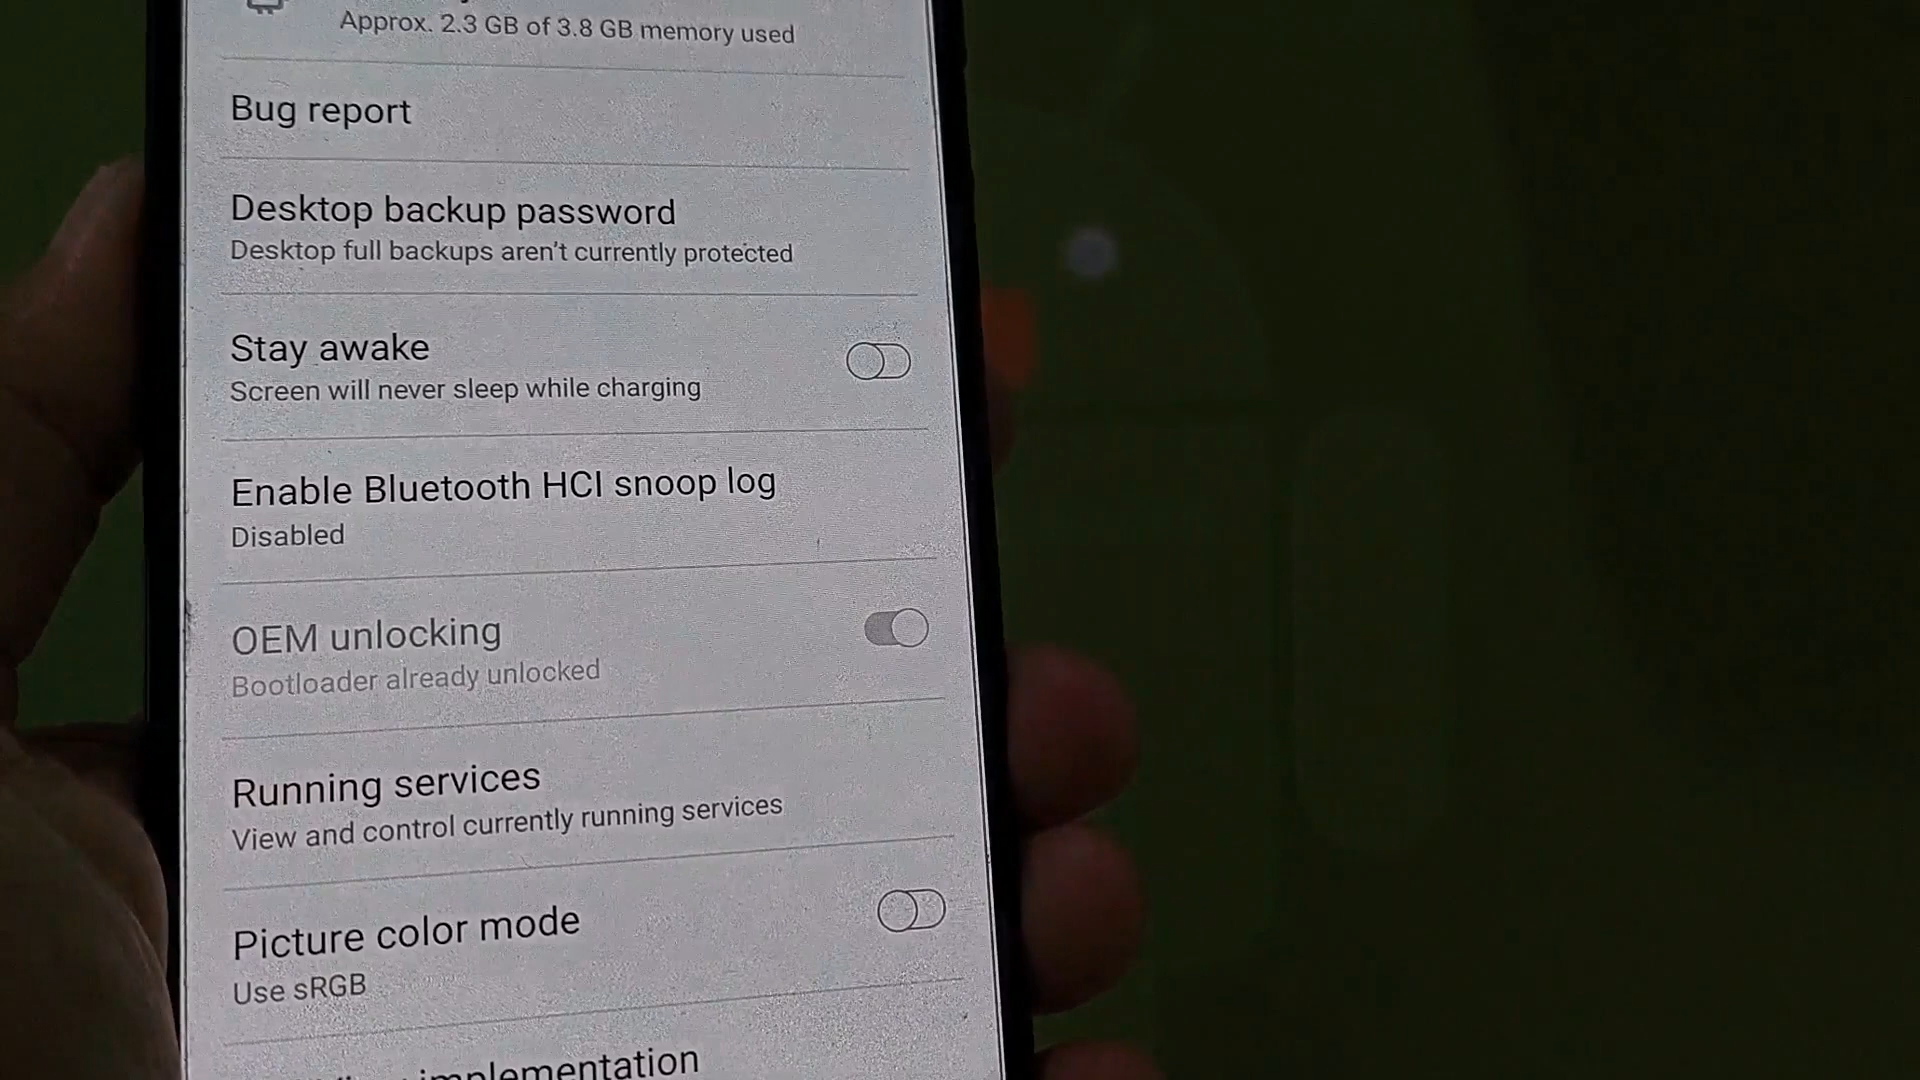 Approx. 2.3 GB of 3.8 GB memory used
Bug report
Desktop backup password
Desktop full backups aren't currently protected
Stay awake
Screen will never sleep while charging
Enable Bluetooth HCI snoop log
Disabled
OEM unlocking
Bootloader already unlocked
Running services
View and control currently running services
Picture color mode
Use sRGB
implementation